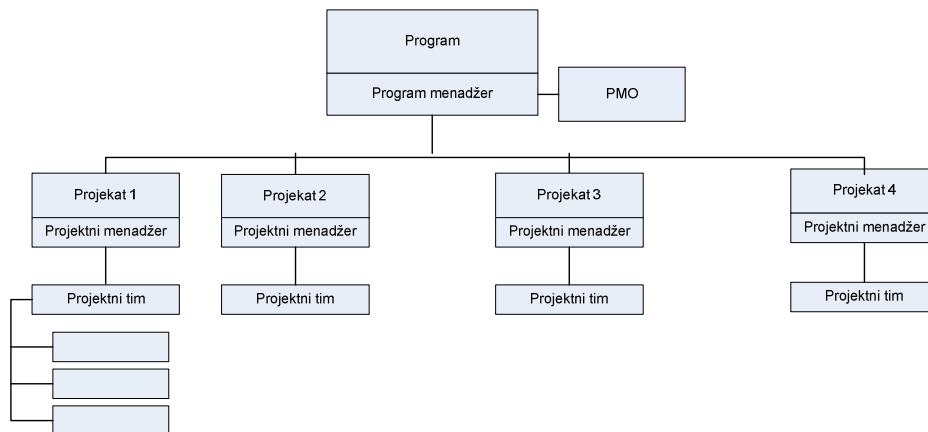 Program
Program menadžer
PMO
Projekat 1
Projektni menadžer
Projektni tim
Projekat 2
Projektni menadžer
Projektni tim
Projekat 3
Projektni menadžer
Projektni tim
Projekat 4
Projektni menadžer
Projektni tim